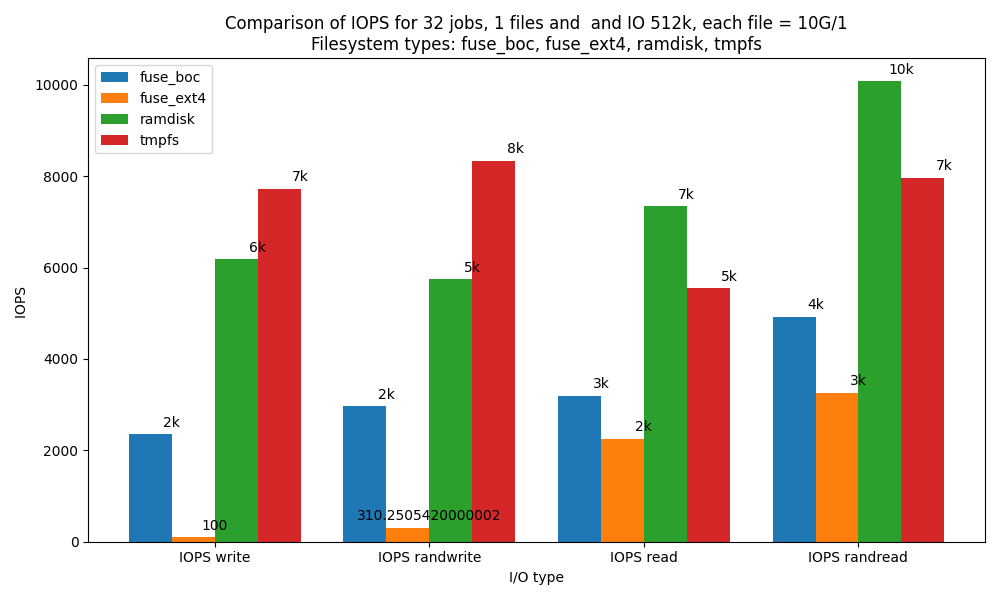 Comparison of IOPS for 32 jobs, 1 files and  and IO 512k, each file = 10G/1
Filesystem types: fuse_boc, fuse_ext4, ramdisk, tmpfs
fuse_boc
fuse_ext4
ramdisk
tmpfs
10000
8000
6000
4000
2000
0
IOPS
2k
100
6k
7k
2k
310.2505420000002
5k
8k
3k
2k
7k
5k
4k
3k
10k
7k
IOPS write
IOPS randwrite
IOPS read
IOPS randread
I/O type